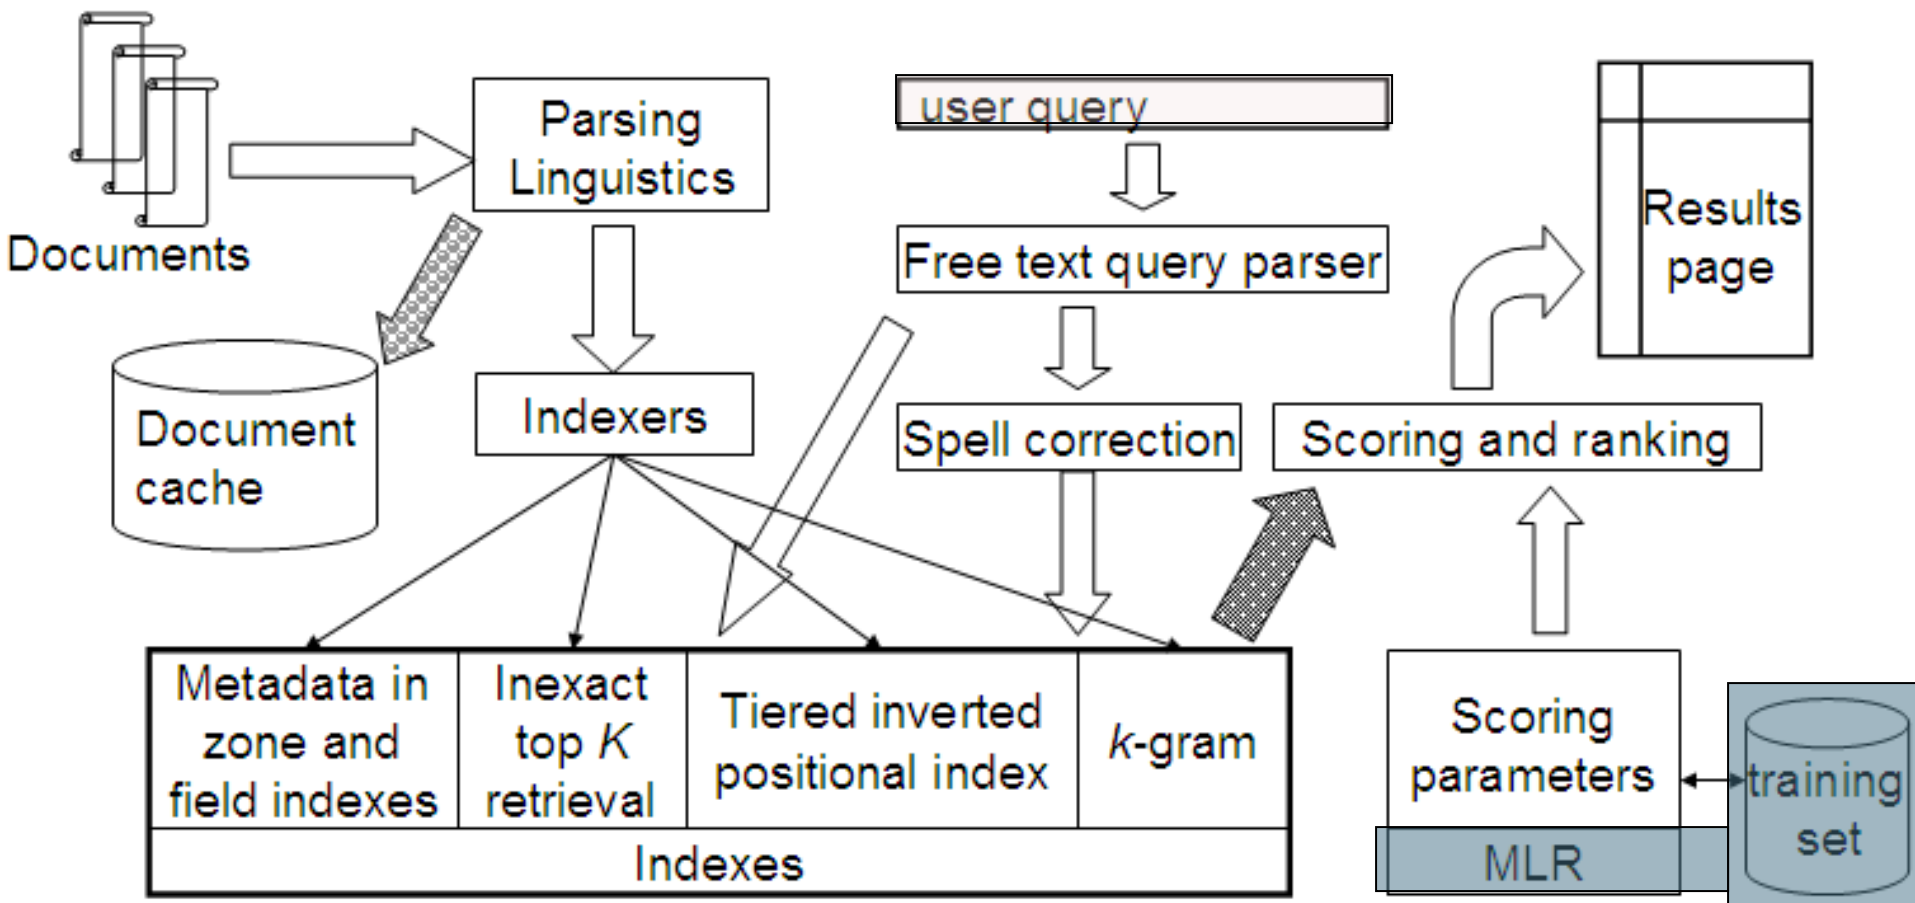 Documents
Parsing
Linguistics
Document
cache
Indexers
user query
Free text query parser
Spell correction
Scoring and ranking
Results
page
Metadata in
zone and
field indexes
Inexact
top K
retrieval
Tiered inverted
positional index
k-gram
Indexes
Scoring
parameters
MLR
training
set